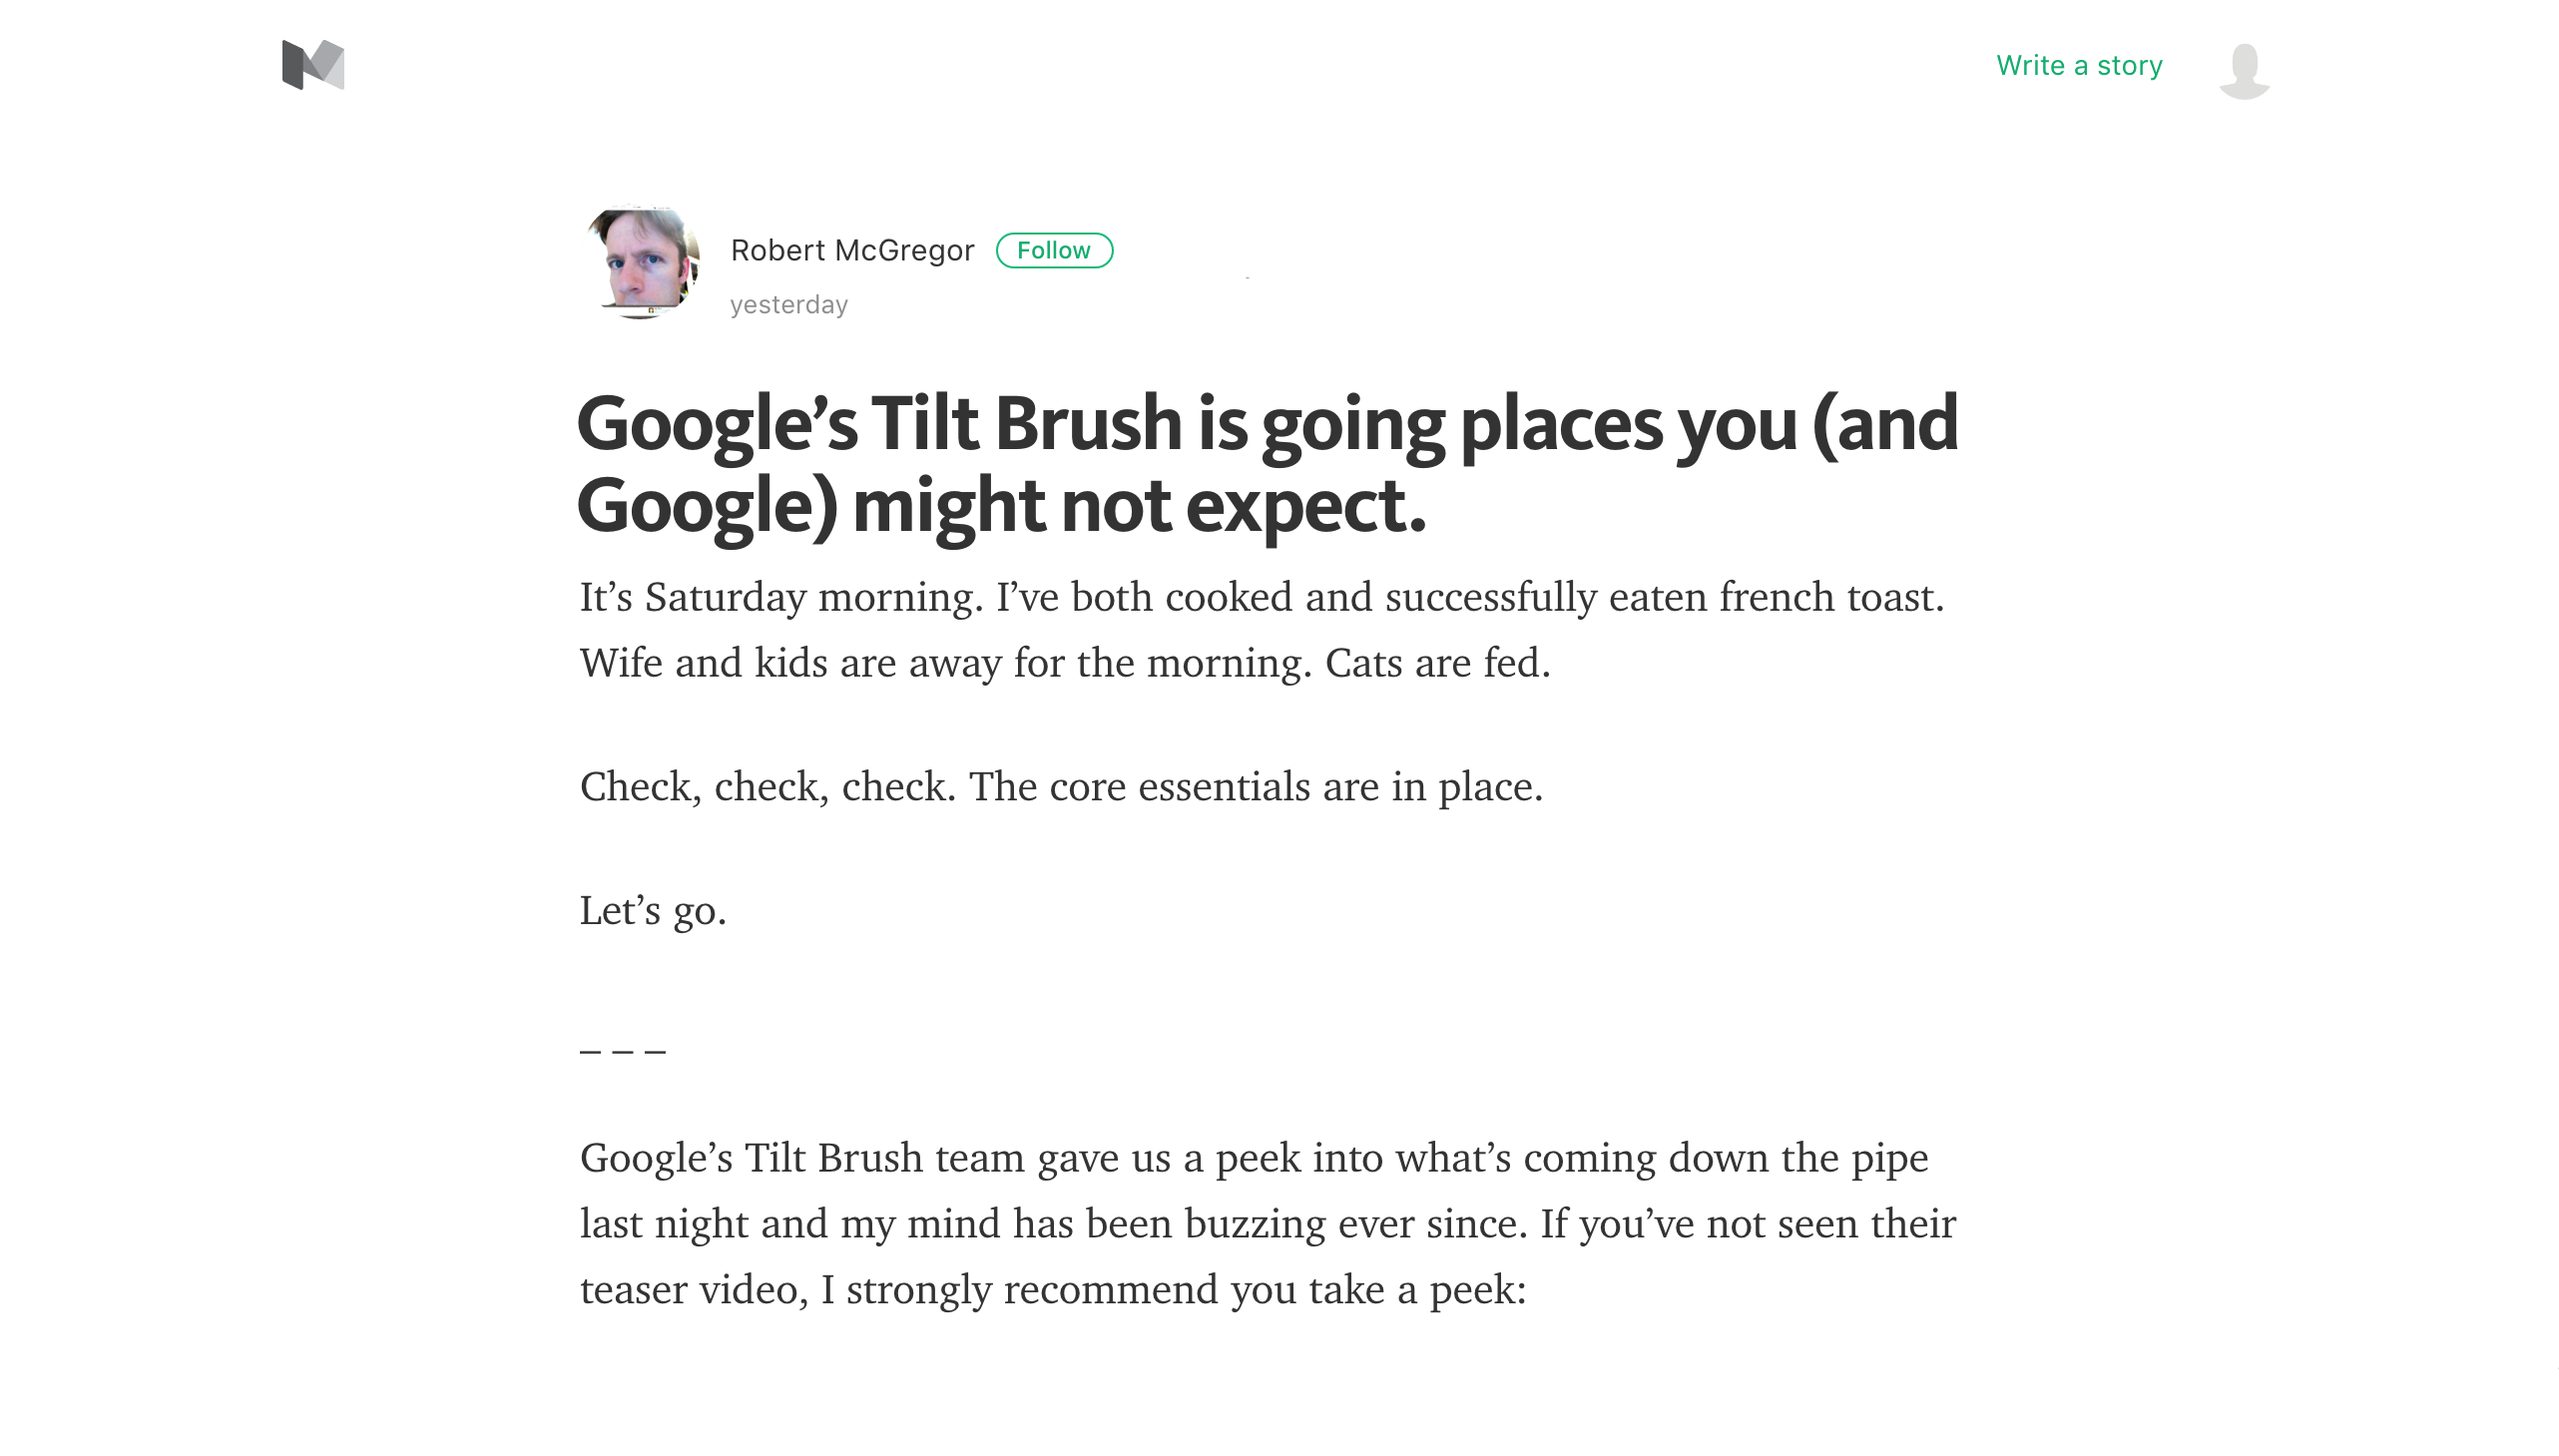 Write a story
Robert McGregor Follow
yesterday
Google’s Tilt Brush is going places you (and
Google) might not expect.
It’s Saturday morning. I’ve both cooked and successfully eaten french toast.
Wife and kids are away for the morning. Cats are fed.
Check, check, check. The core essentials are in place.
Let’s go.
– – –
Google’s Tilt Brush team gave us a peek into what’s coming down the pipe
last night and my mind has been buzzing ever since. If you’ve not seen their
teaser video, I strongly recommend you take a peek: